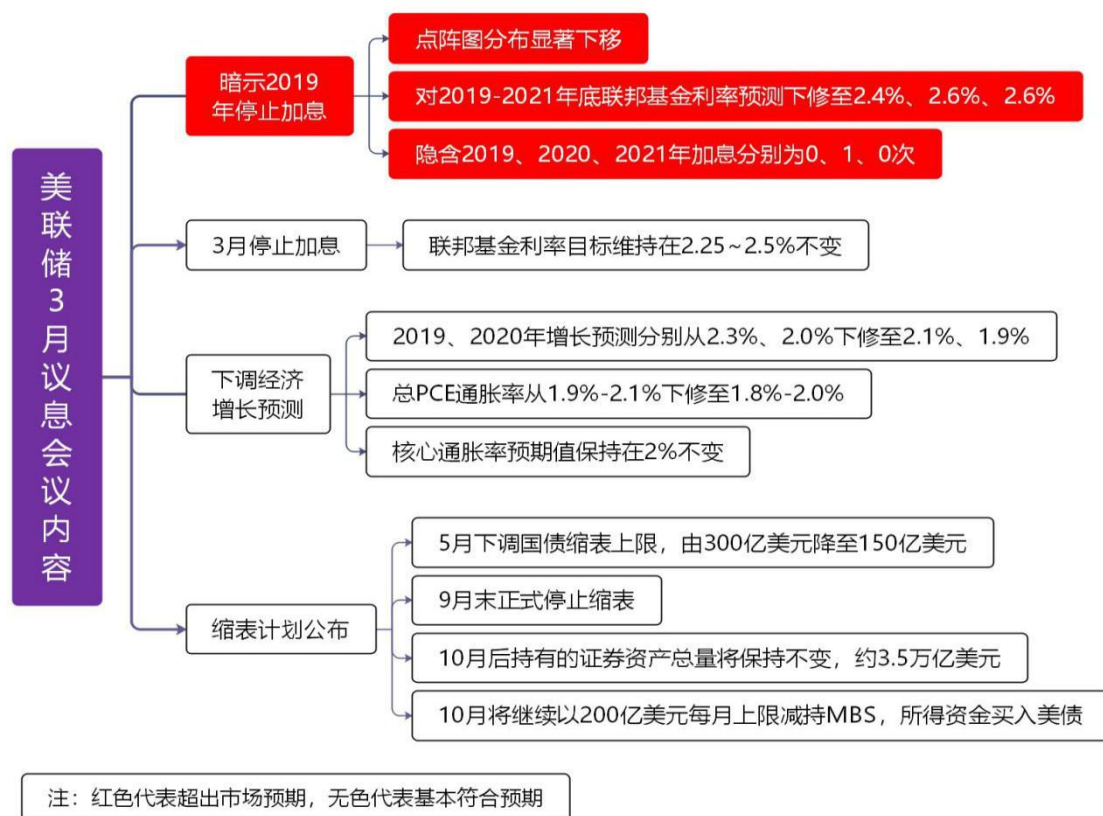 美联储3月议息会议内容
暗示2019
年停止加息
点阵图分布显著下移
对2019-2021年底联邦基金利率预测下修至2.4%、2.6%、2.6%
隐含2019、2020、2021年加息分别为0、1、0次
3月停止加息
联邦基金利率目标维持在2.25~2.5%不变
下调经济
增长预测
2019、2020年增长预测分别从2.3%、2.0%下修至2.1%、1.9%
总PCE通胀率从1.9%-2.1%下修至1.8%-2.0%
核心通胀率预期值保持在2%不变
缩表计划公布
5月下调国债缩表上限，由300亿美元降至150亿美元
9月末正式停止缩表
10月后持有的证券资产总量将保持不变，约3.5万亿美元
10月将继续以200亿美元每月上限减持MBS，所得资金买入美债
注：红色代表超出市场预期，无色代表基本符合预期